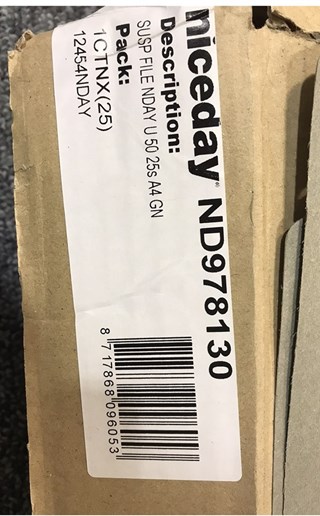 niceday® ND978130
Description:
SUSP FILE NDAY U 50 25s A4 GN
Pack:
1CTNX(25)
12454NDAY
8 717868 096053